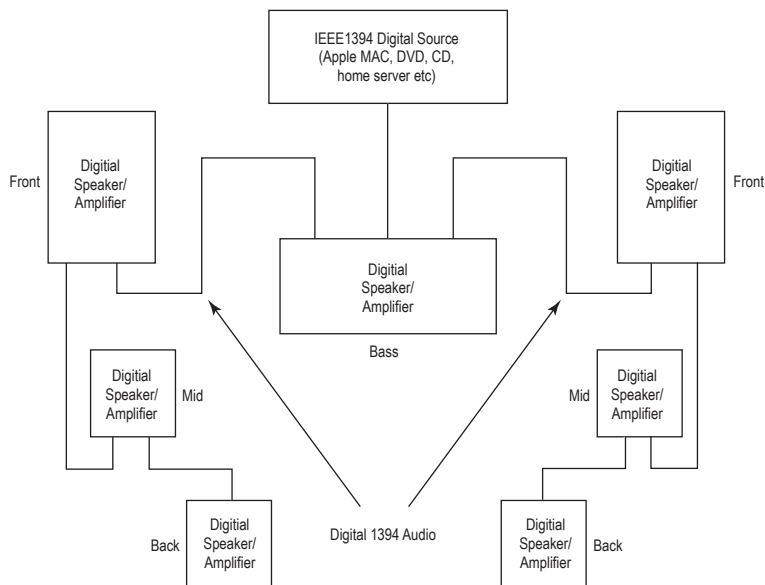 IEEE1394 Digital Source
(Apple MAC, DVD, CD,
home server etc)
Front
Digitial
Speaker/
Amplifier
Digitial
Speaker/
Amplifier
Front
Digitial
Speaker/
Amplifier
Bass
Digitial
Speaker/
Amplifier
Mid
Mid
Digitial
Speaker/
Amplifier
Back
Digitial
Speaker/
Amplifier
Digital 1394 Audio
Digitial
Speaker/
Amplifier
Back